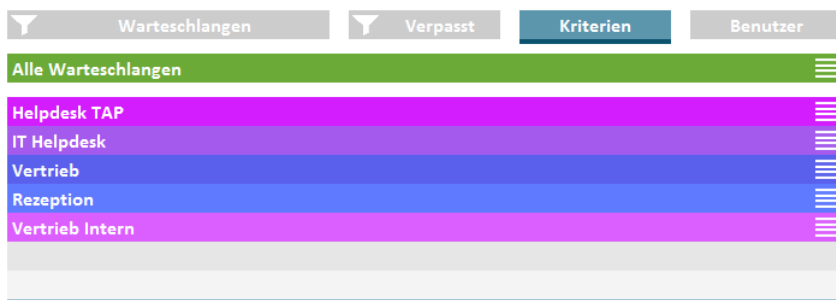 Warteschlangen Verpasst Kriterien Benutzer
Alle Warteschlangen
Helpdesk TAP
IT Helpdesk
Vertrieb
Rezeption
Vertrieb Intern